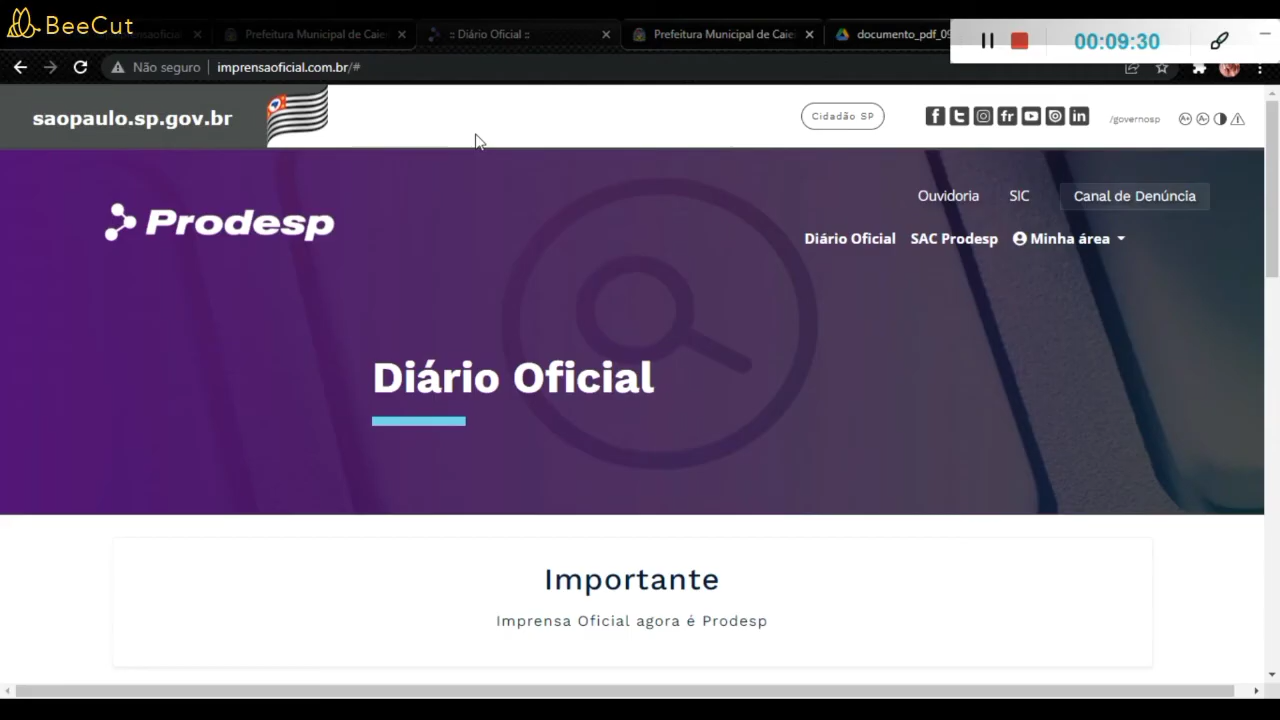 BeeCut
Prefeitura Municipal de Caie
:: Diário Oficial ::
Prefeitura Municipal de Caie
documento_pdf_09
00:09:30
Não seguro
imprensaoficial.com.br/#
saopaulo.sp.gov.br
Cidadão SP
/governosp
Prodesp
Ouvidoria
SIC
Canal de Denúncia
Diário Oficial
SAC Prodesp
Minha área
Diário Oficial
Importante
Imprensa Oficial agora é Prodesp